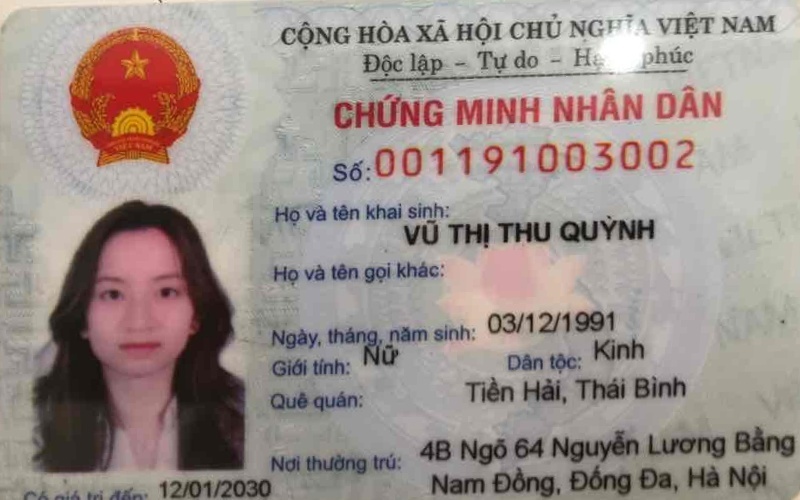 CỘNG HÒA XÃ HỘI CHỦ NGHĨA VIỆT NAM
Độc lập - Tự do - Hạnh phúc
CHỨNG MINH NHÂN DÂN
Số: 001191003002
Họ và tên khai sinh:
VŨ THỊ THU QUỲNH
Họ và tên gọi khác:
Ngày, tháng, năm sinh: 03/12/1991
Giới tính: Nữ Dân tộc: Kinh
Quê quán: Tiền Hải, Thái Bình
Nơi thường trú: 4B Ngõ 64 Nguyễn Lương Bằng
Nam Đồng, Đống Đa, Hà Nội
Có giá trị đến: 12/01/2030